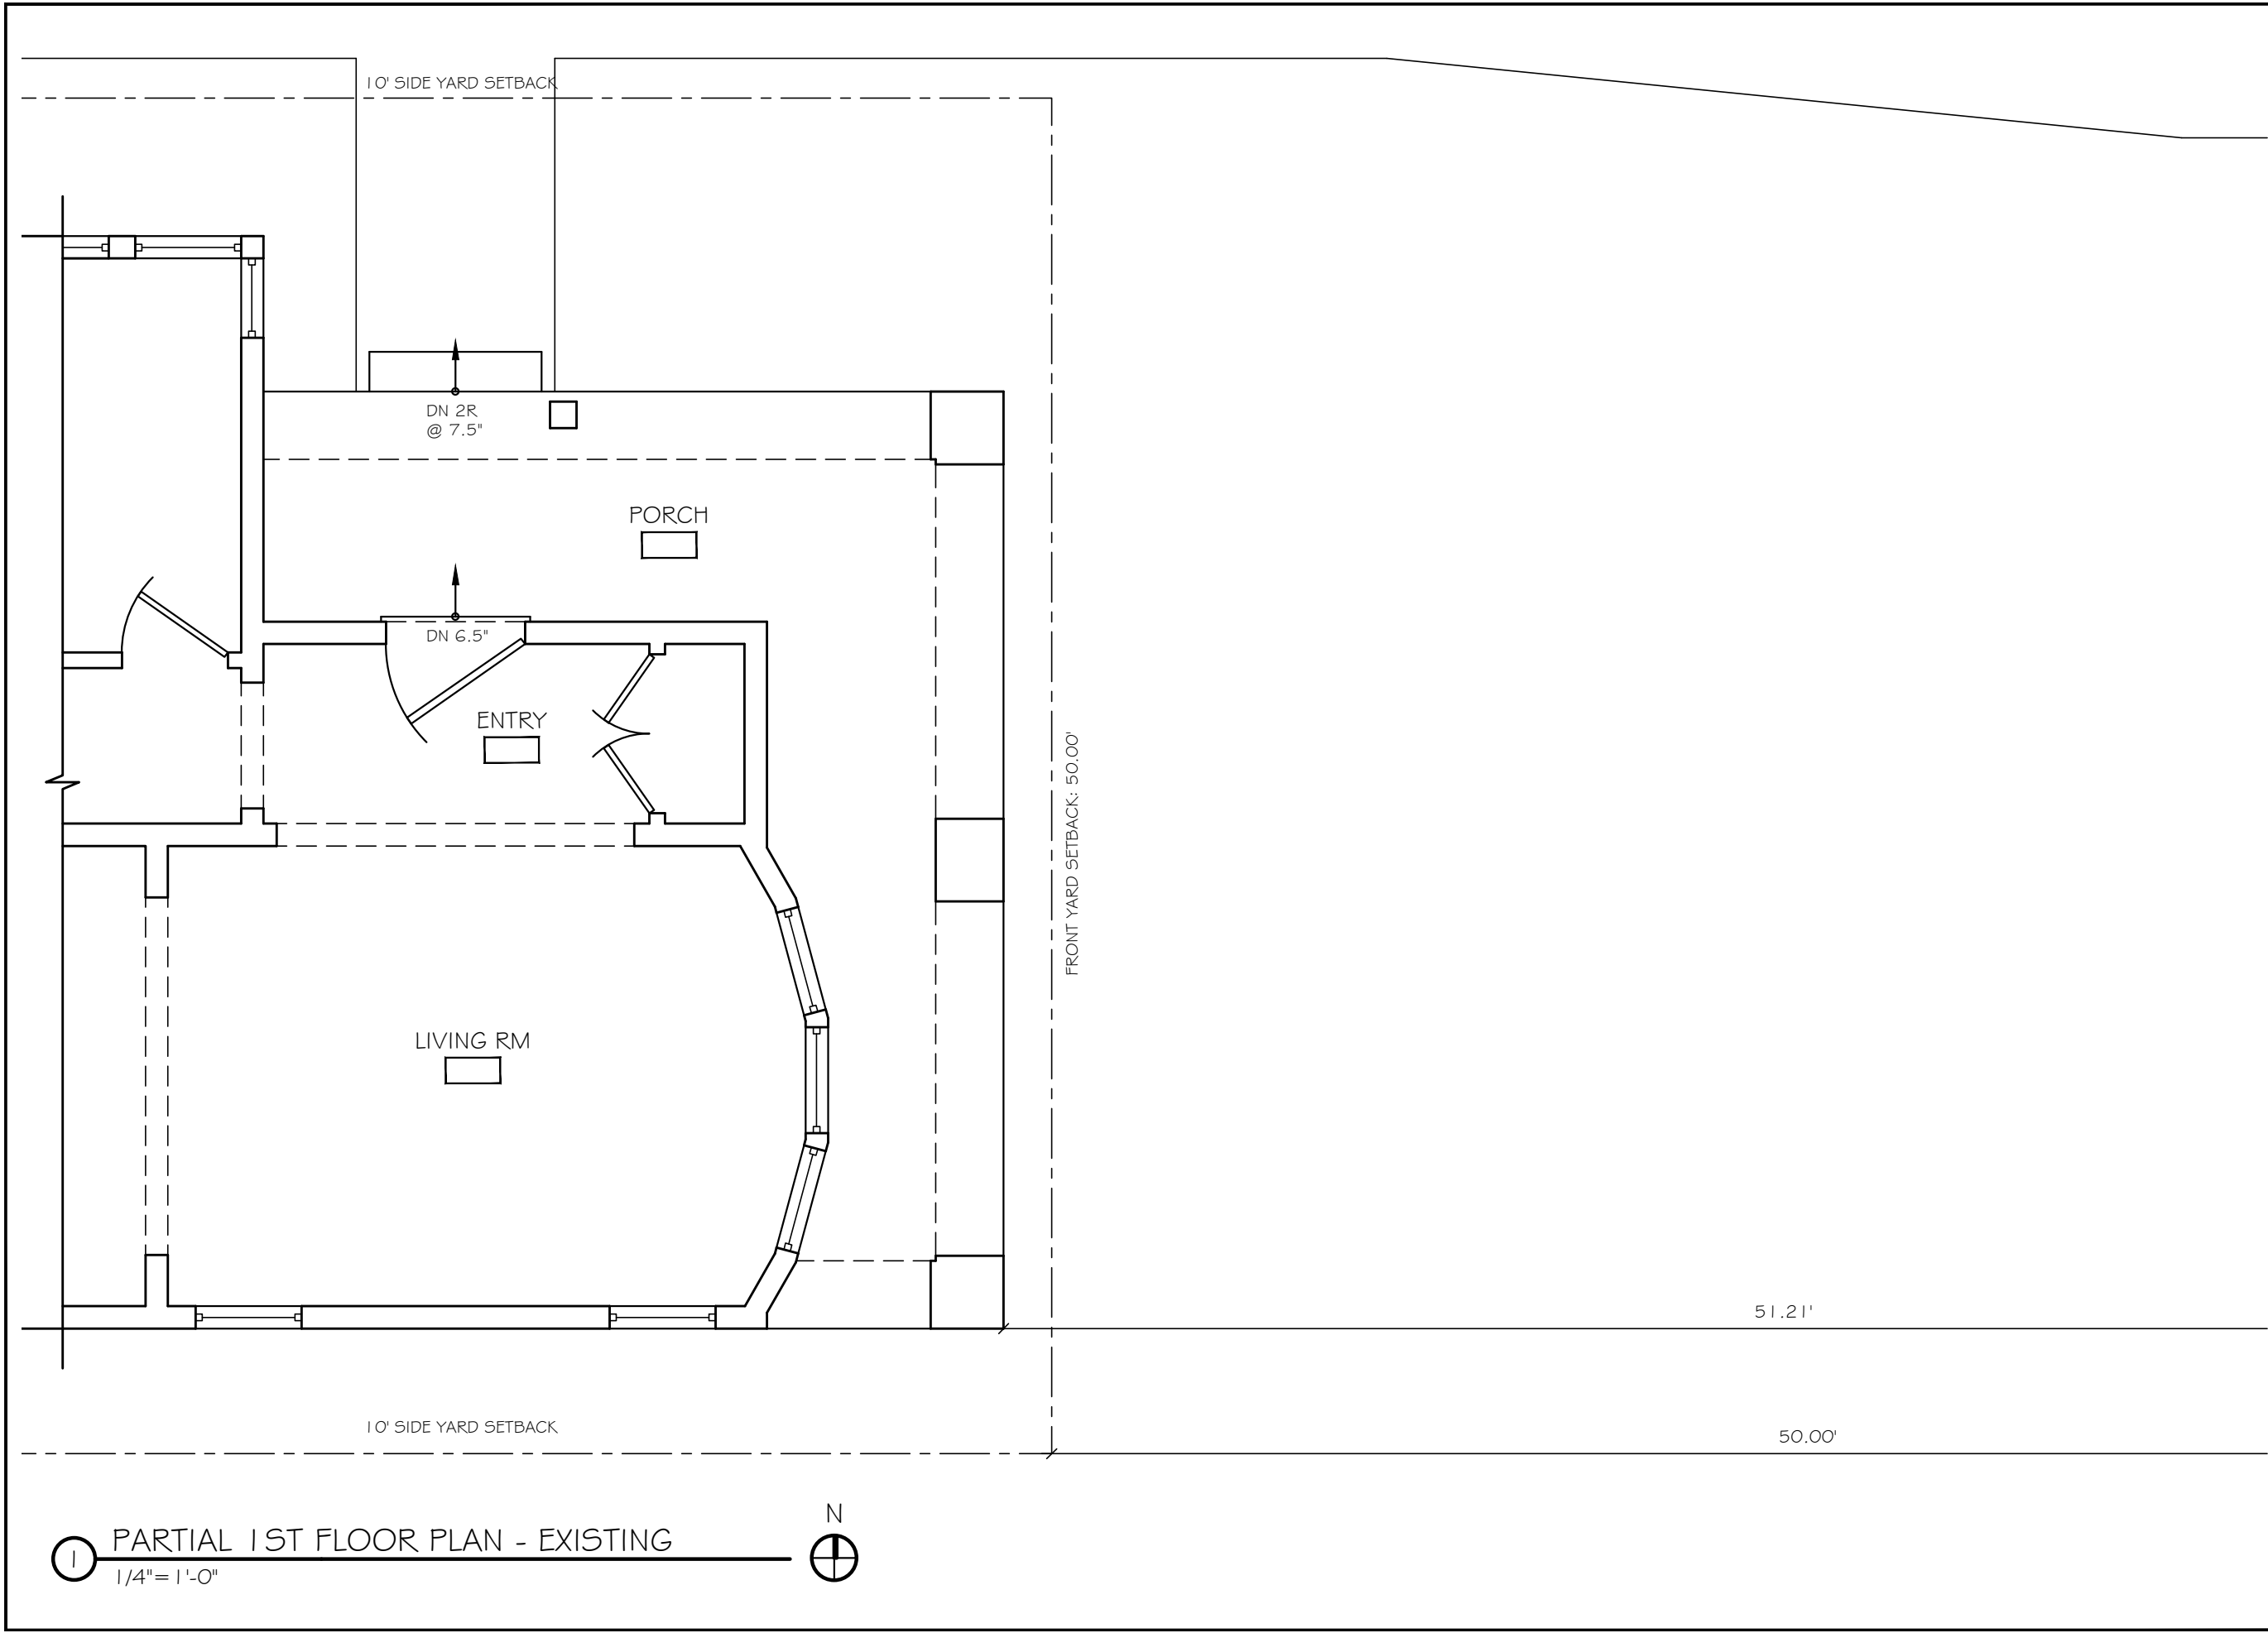 10' SIDE YARD SETBACK
DN 2R
@ 7.5"
PORCH
DN 6.5"
ENTRY
FRONT YARD SETBACK: 50.00'
LIVING RM
51.21'
10' SIDE YARD SETBACK
50.00'
N
1
PARTIAL 1ST FLOOR PLAN - EXISTING
1/4"=1'-0"